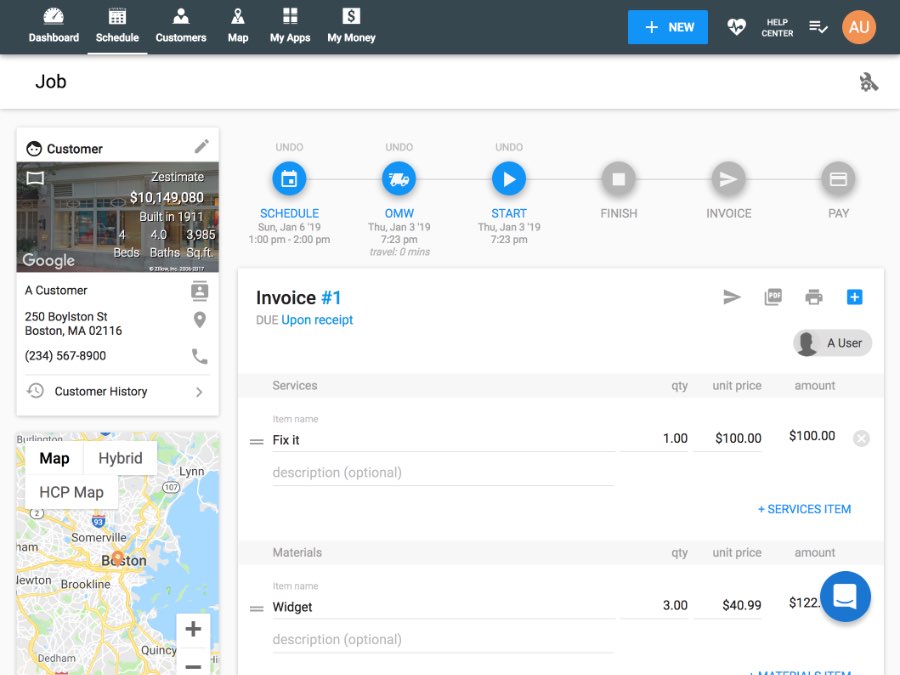 Dashboard
Schedule
Customers
Map
My Apps
My Money
+ NEW
HELP
CENTER
AU
Job
Customer
Zestimate
$10,149,080
Built in 1911
4 4.0 3,985
Beds Baths Sq.ft.
Google
© Zillow, Inc. 2006-2017
A Customer
250 Boylston St
Boston, MA 02116
(234) 567-8900
Customer History
UNDO
SCHEDULE
Sun, Jan 6 '19
1:00 pm - 2:00 pm
UNDO
OMW
Thu, Jan 3 '19
7:23 pm
travel: 0 mins
UNDO
START
Thu, Jan 3 '19
7:23 pm
FINISH
INVOICE
PAY
Invoice #1
DUE Upon receipt
PDF
A User
Services qty unit price amount
Item name
Fix it 1.00 $100.00 $100.00
description (optional)
+ SERVICES ITEM
Materials qty unit price amount
Item name
Widget 3.00 $40.99 $122.
description (optional)
+ MATERIALS ITEM
Burlington
Map
Hybrid
HCP Map
Lynn
107
2
93
Somerville
ham
Boston
Newton
Brookline
Quincy
Hi
Dedham
+
−